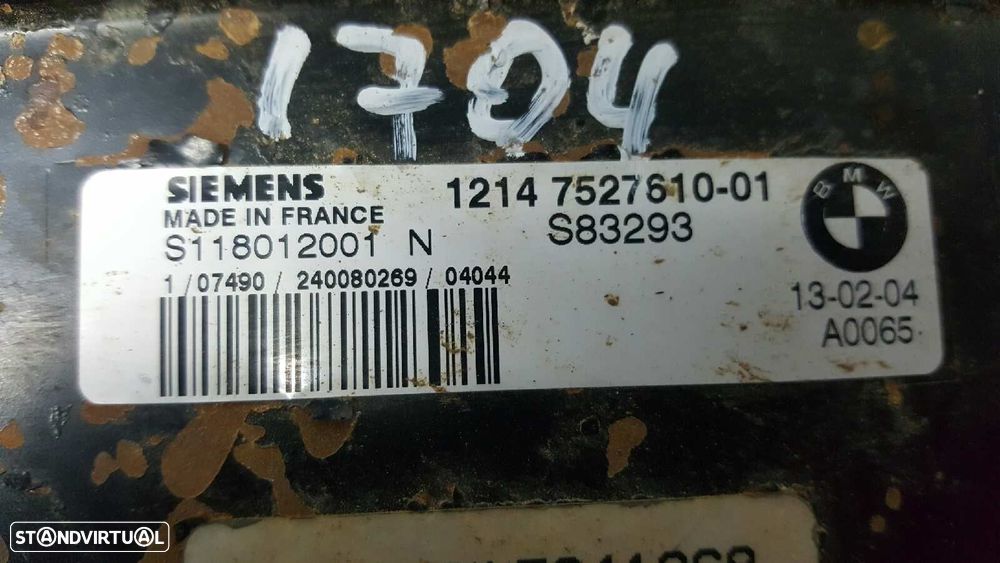 1704
SIEMENS
MADE IN FRANCE
S118012001 N
1214 7527610-01
S83293
BMW
1/07490/240080269/04044
13-02-04
A0065
STANDVIRTUAL